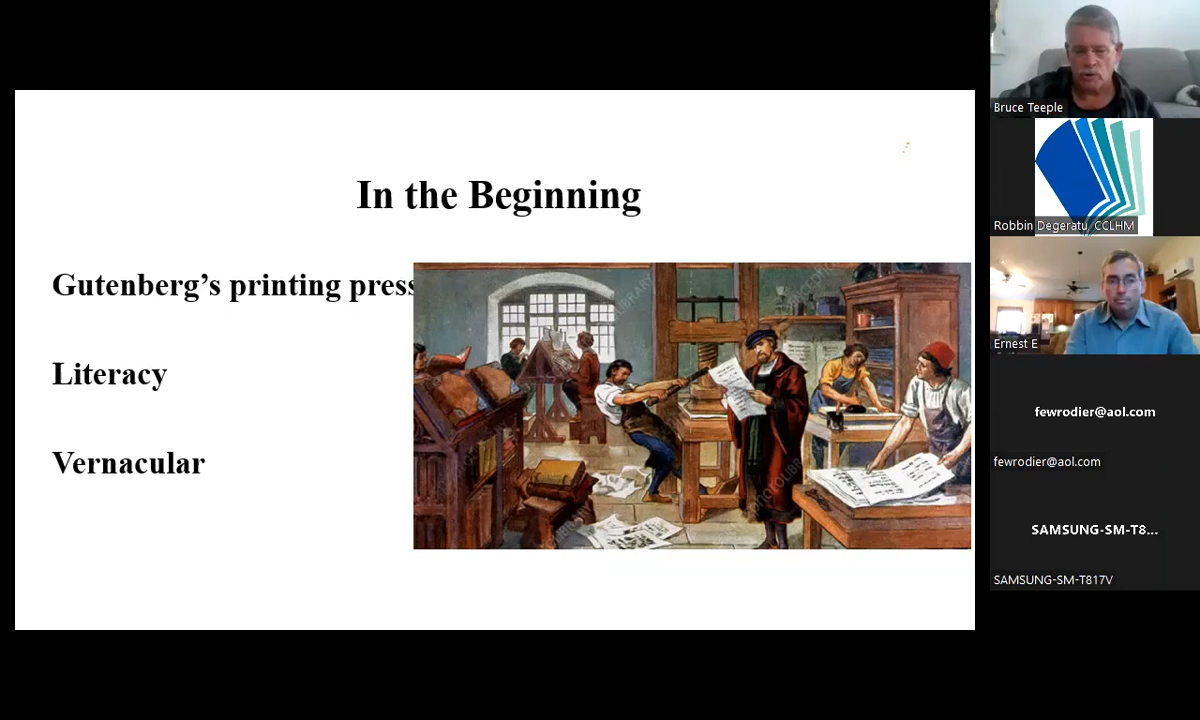 In the Beginning
Gutenberg’s printing press
Literacy
Vernacular
Bruce Teeple
Robbin Degeratu, CCLHM
Ernest E
fewrodier@aol.com
fewrodier@aol.com
SAMSUNG-SM-T8...
SAMSUNG-SM-T817V